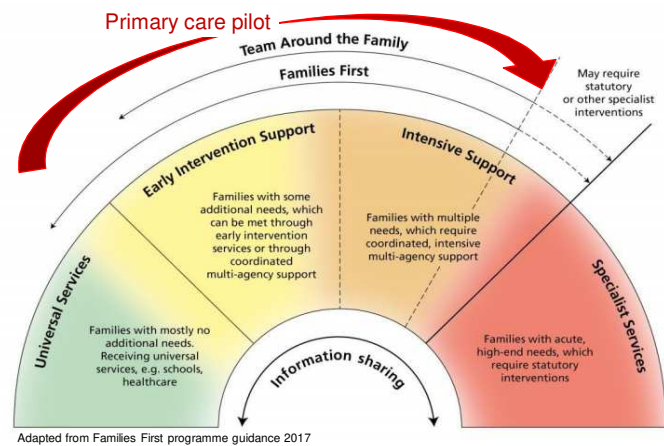 Primary care pilot
Team Around the Family
Families First
May require
statutory
or other specialist
interventions
Early Intervention Support
Intensive Support
Families with some
additional needs, which
can be met through
early intervention
services or through
coordinated
multi-agency support
Families with multiple
needs, which require
coordinated, intensive
multi-agency support
Universal Services
Specialist Services
Families with mostly no
additional needs.
Receiving universal
services, e.g. schools,
healthcare
Families with acute,
high-end needs, which
require statutory
interventions
Information sharing
Adapted from Families First programme guidance 2017